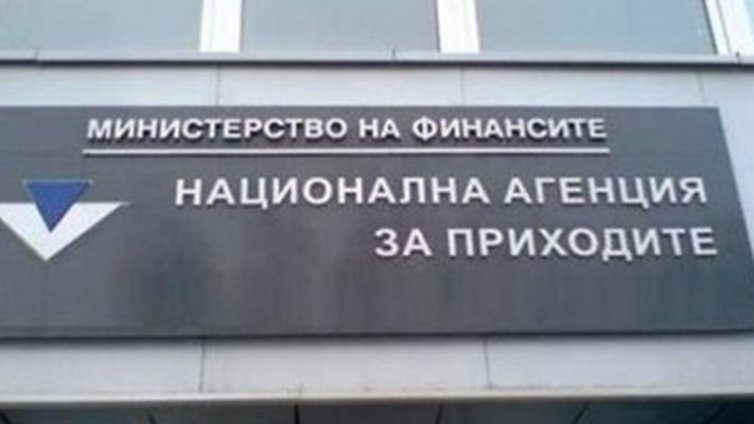 МИНИСТЕРСТВО НА ФИНАНСИТЕ
НАЦИОНАЛНА АГЕНЦИЯ
ЗА ПРИХОДИТЕ